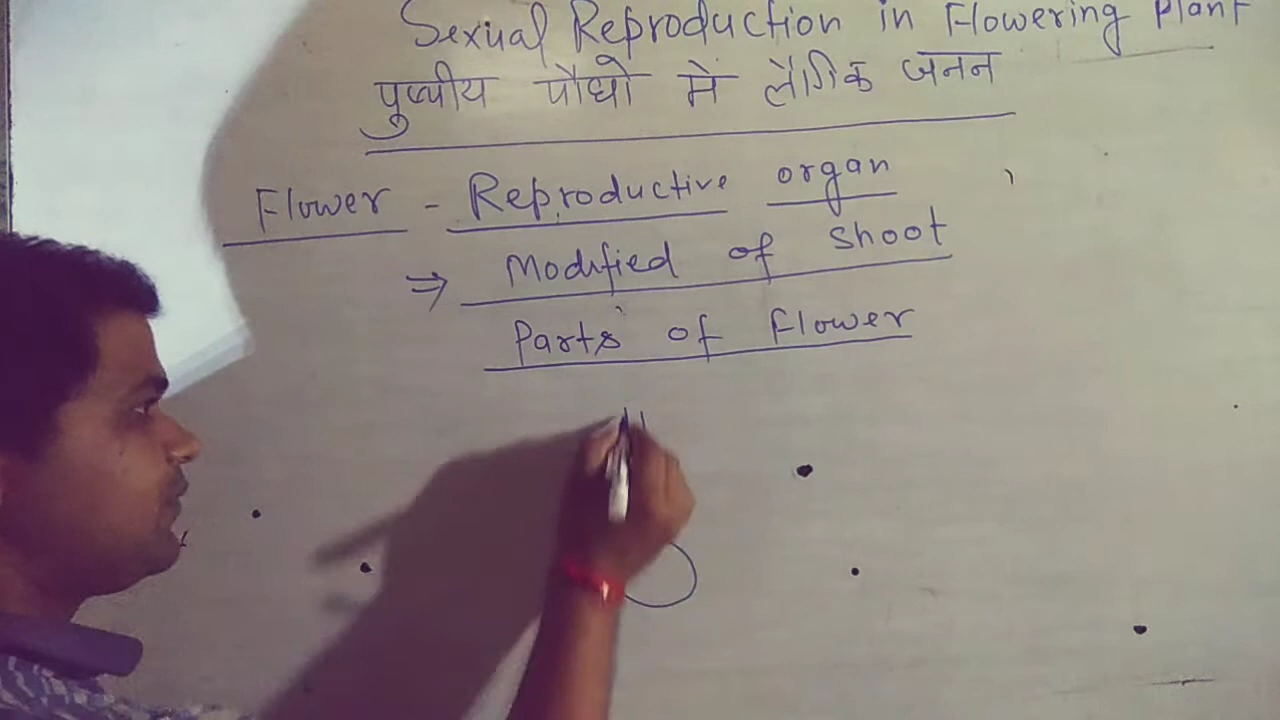 Sexual Reproduction in Flowering Plant
पुष्पीय पौधो में लैंगिक जनन
Flower - Reproductive organ
⇒ Modified of shoot
Parts of Flower